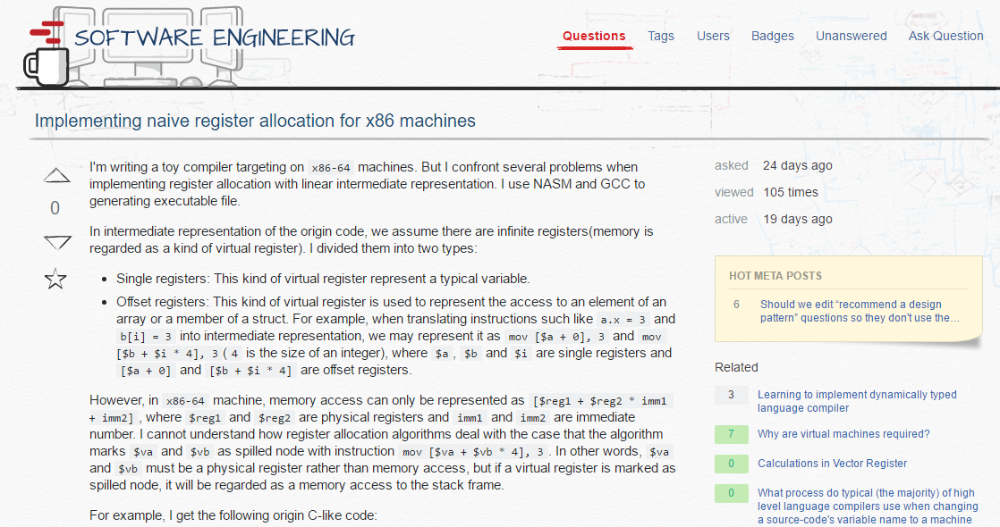 SOFTWARE ENGINEERING
Questions Tags Users Badges Unanswered Ask Question
Implementing naive register allocation for x86 machines
I'm writing a toy compiler targeting on x86-64 machines. But I confront several problems when
implementing register allocation with linear intermediate representation. I use NASM and GCC to
generating executable file.
0
In intermediate representation of the origin code, we assume there are infinite registers(memory is
regarded as a kind of virtual register). I divided them into two types:
• Single registers: This kind of virtual register represent a typical variable.
• Offset registers: This kind of virtual register is used to represent the access to an element of an
array or a member of a struct. For example, when translating instructions such like a.x = 3 and
b[i] = 3 into intermediate representation, we may represent it as mov [$a + 0], 3 and mov
[$b + $i * 4], 3 ( 4 is the size of an integer), where $a , $b and $i are single registers and
[$a + 0] and [$b + $i * 4] are offset registers.
However, in x86-64 machine, memory access can only be represented as [$reg1 + $reg2 * imm1
+ imm2] , where $reg1 and $reg2 are physical registers and imm1 and imm2 are immediate
number. I cannot understand how register allocation algorithms deal with the case that the algorithm
marks $va and $vb as spilled node with instruction mov [$va + $vb * 4], 3 . In other words, $va
and $vb must be a physical register rather than memory access, but if a virtual register is marked as
spilled node, it will be regarded as a memory access to the stack frame.
For example, I get the following origin C-like code:
asked 24 days ago
viewed 105 times
active 19 days ago
HOT META POSTS
6 Should we edit “recommend a design
pattern” questions so they don't use the…
Related
3 Learning to implement dynamically typed
language compiler
7 Why are virtual machines required?
0 Calculations in Vector Register
0 What process do typical (the majority) of high
level language compilers use when changing
a source-code's variable name to a machine